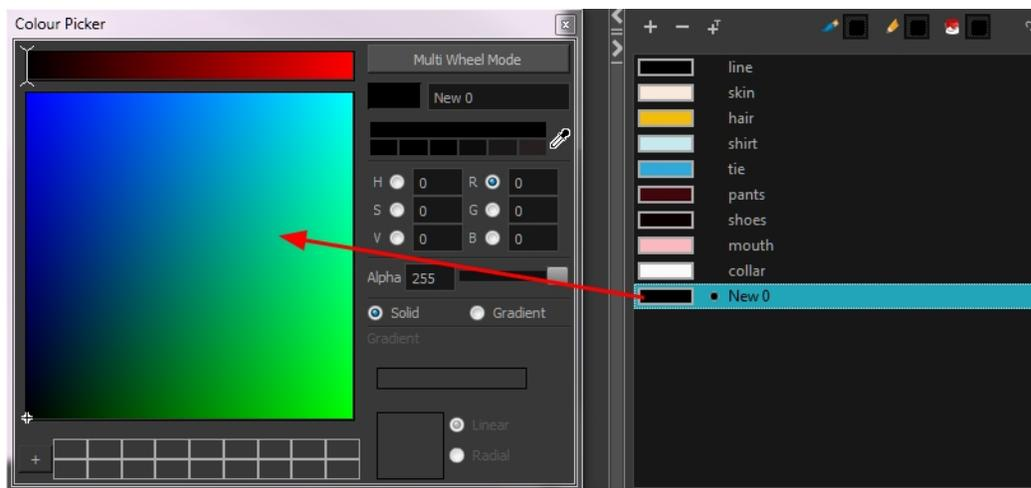 Colour Picker
Multi Wheel Mode
New 0
H 0 R 0
S 0 G 0
V 0 B 0
Alpha 255
Solid Gradient
Gradient
Linear
Radial
line
skin
hair
shirt
tie
pants
shoes
mouth
collar
New 0